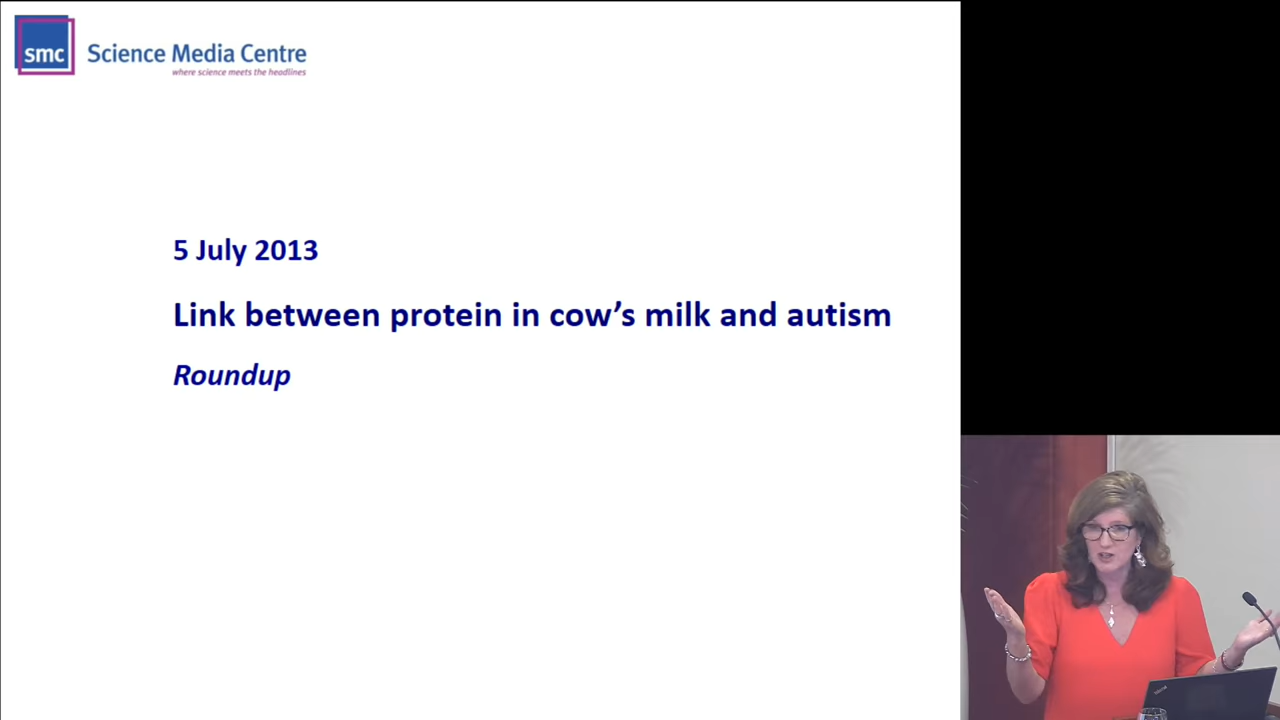 smc
Science Media Centre
where science meets the headlines
5 July 2013
Link between protein in cow’s milk and autism
Roundup